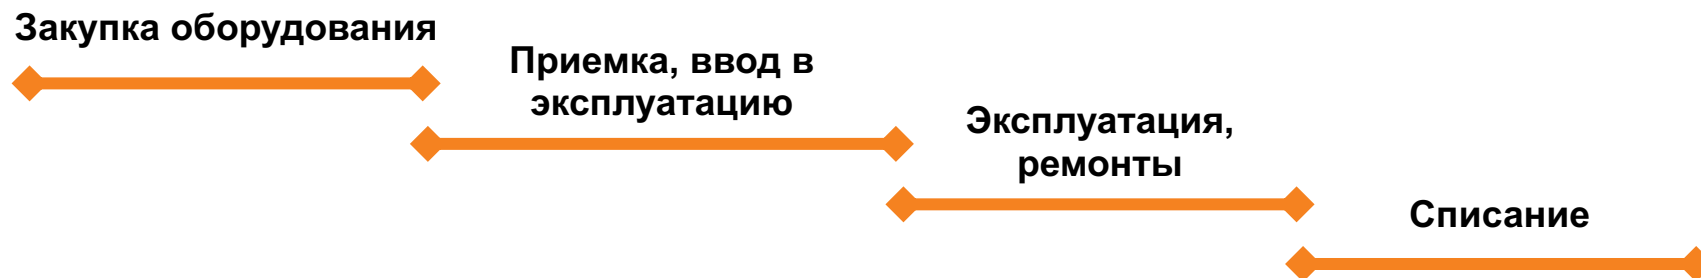 Закупка оборудования
Приемка, ввод в
эксплуатацию
Эксплуатация,
ремонты
Списание